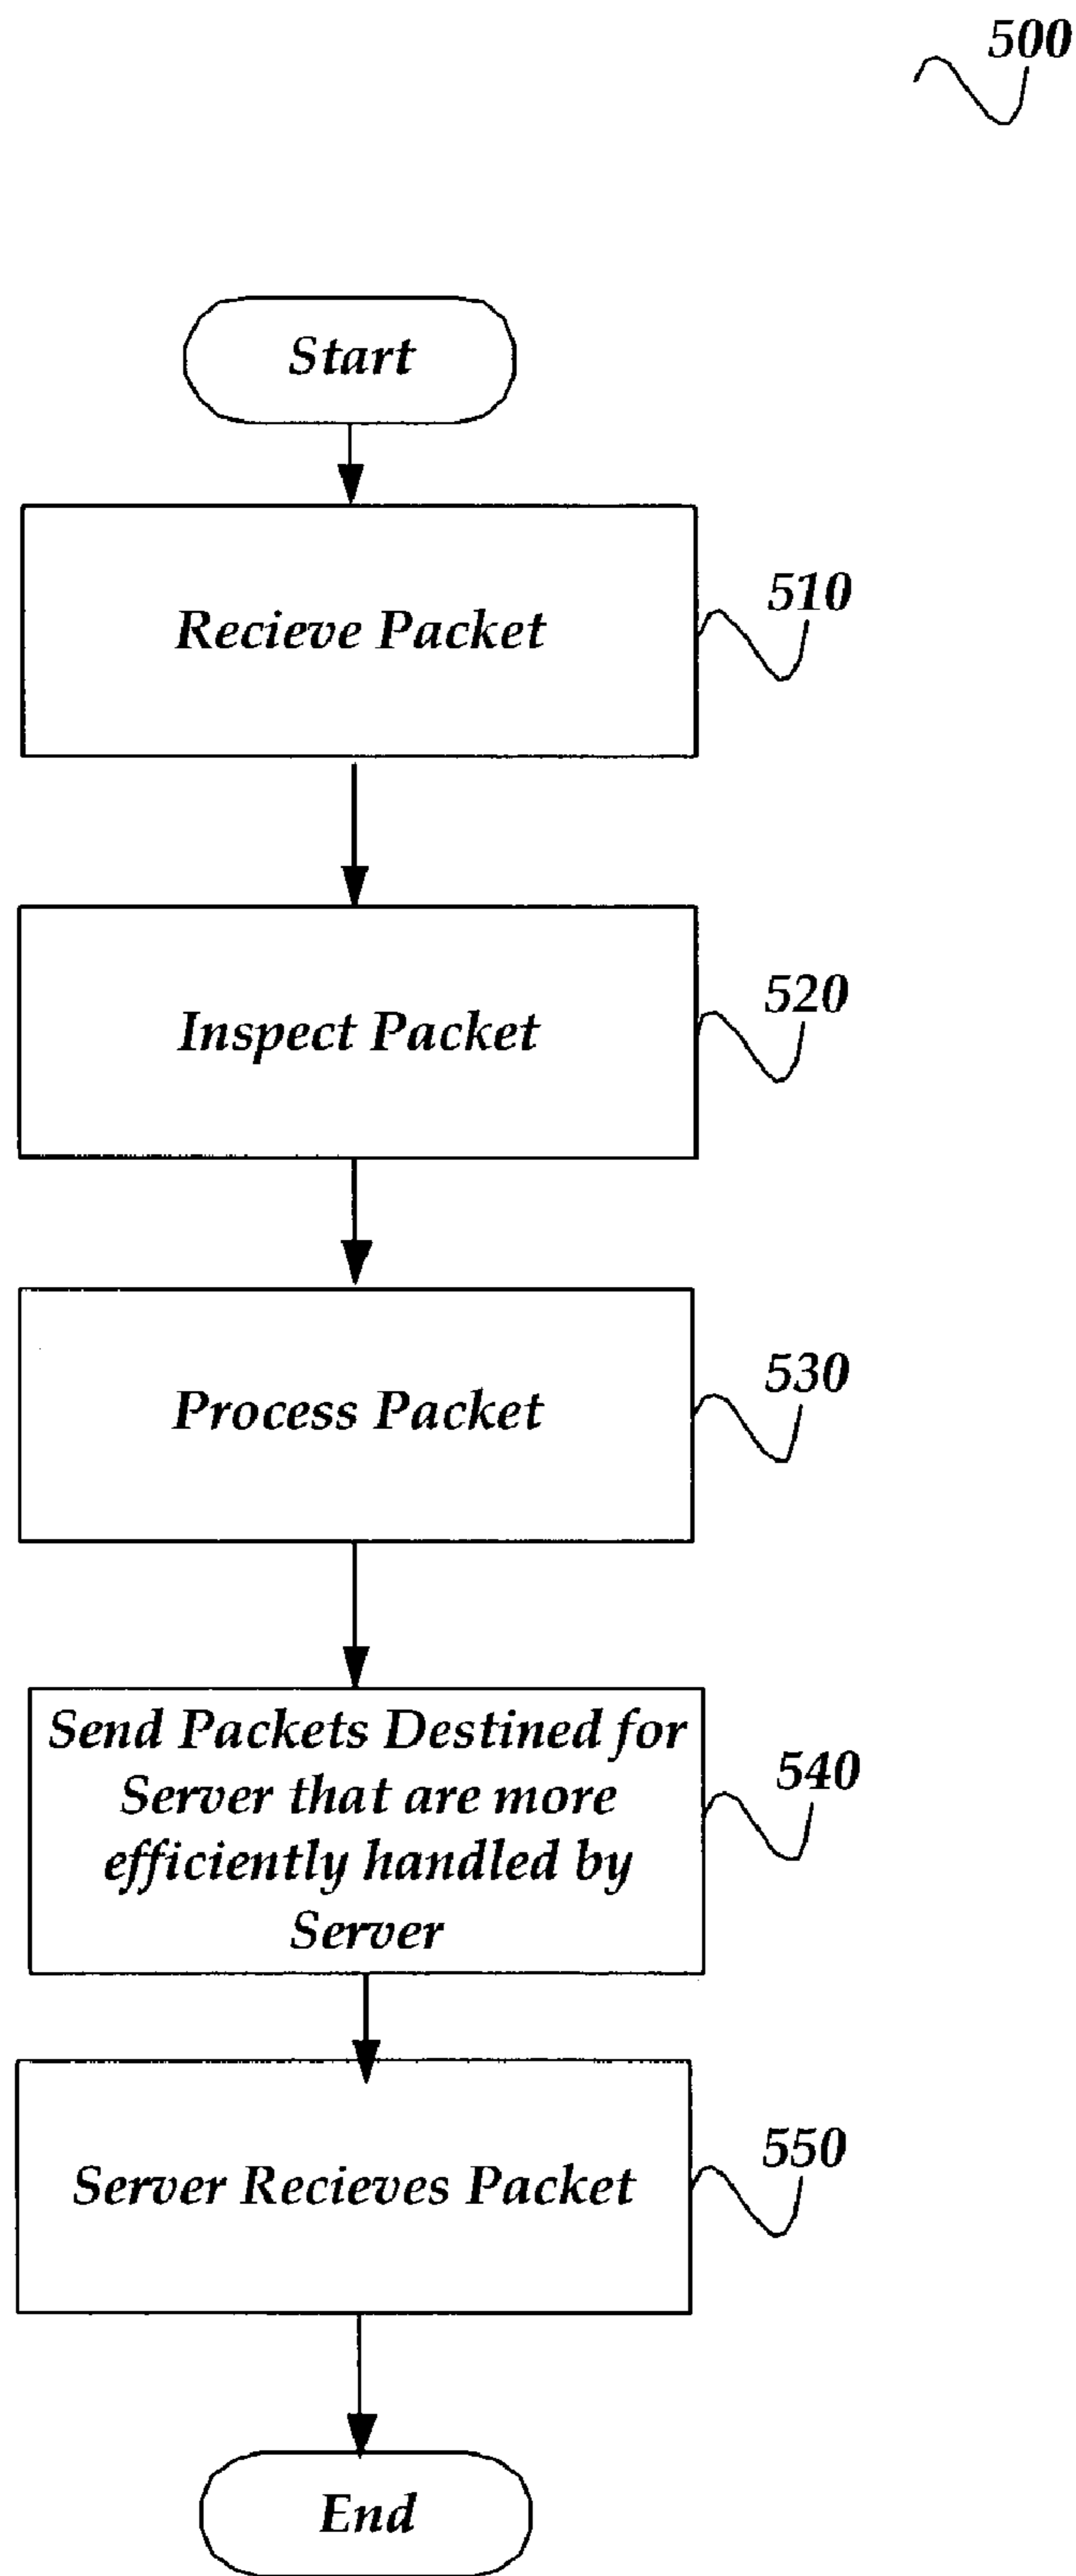 500
Start
Recieve Packet
510
Inspect Packet
520
Process Packet
530
Send Packets Destined for
Server that are more
efficiently handled by
Server
540
Server Recieves Packet
550
End